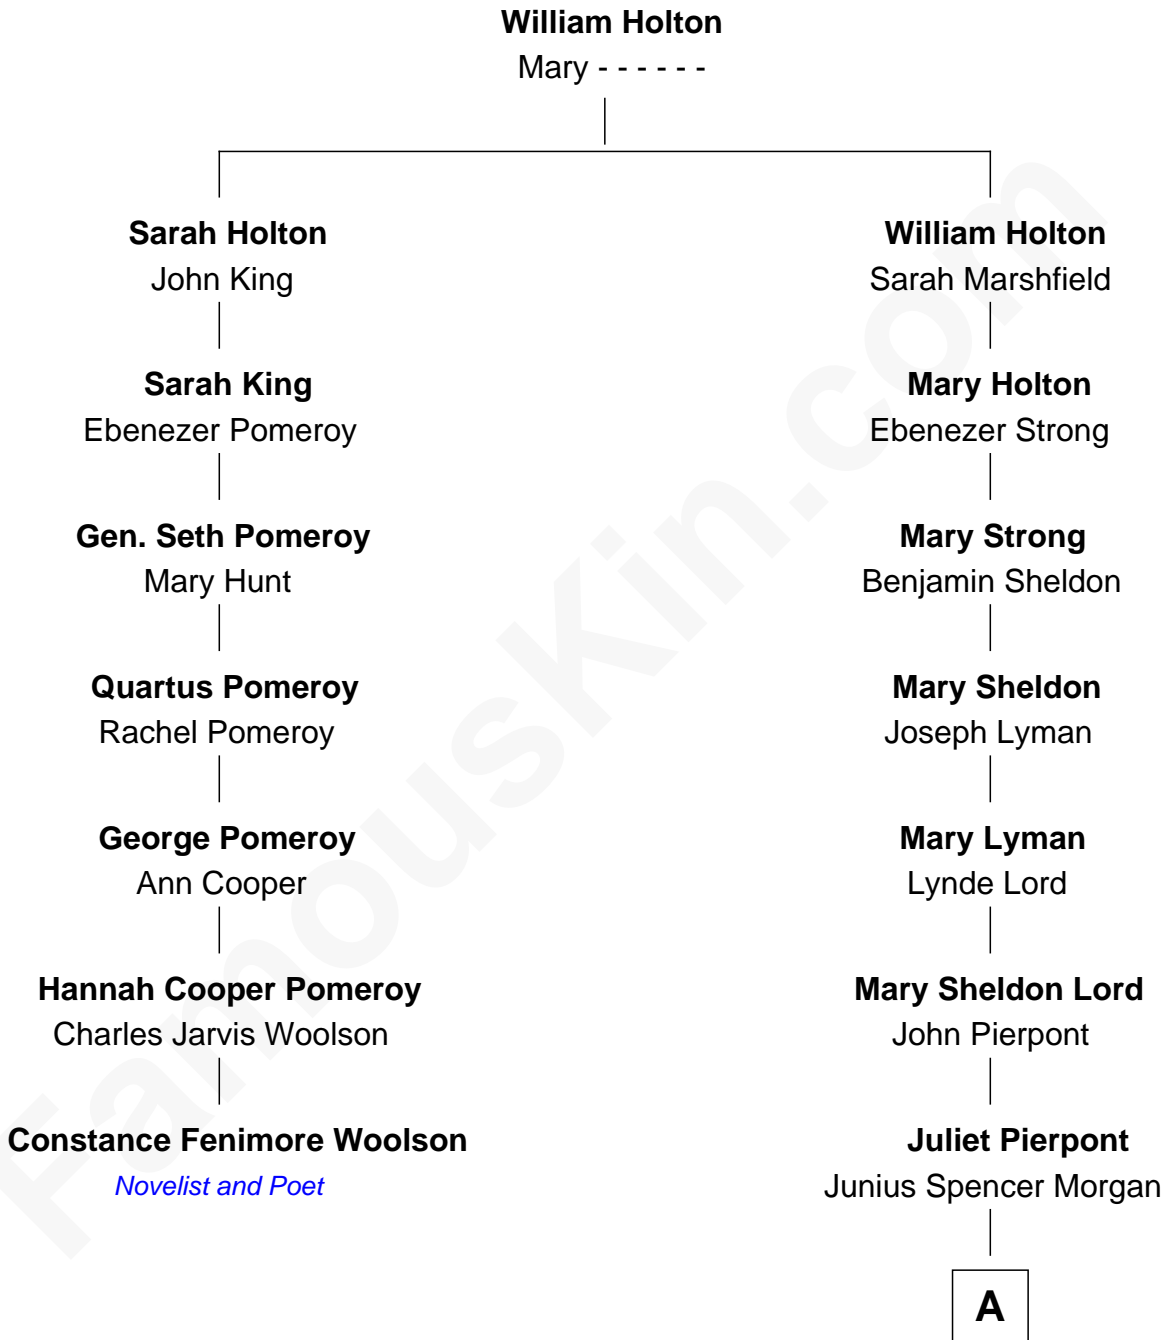 William Holton
Mary - - - - - -
Sarah Holton
John King
William Holton
Sarah Marshfield
Sarah King
Ebenezer Pomeroy
Mary Holton
Ebenezer Strong
Gen. Seth Pomeroy
Mary Hunt
Mary Strong
Benjamin Sheldon
Quartus Pomeroy
Rachel Pomeroy
Mary Sheldon
Joseph Lyman
George Pomeroy
Ann Cooper
Mary Lyman
Lynde Lord
Hannah Cooper Pomeroy
Charles Jarvis Woolson
Mary Sheldon Lord
John Pierpont
Constance Fenimore Woolson
Novelist and Poet
Juliet Pierpont
Junius Spencer Morgan
A
FamousKin.com